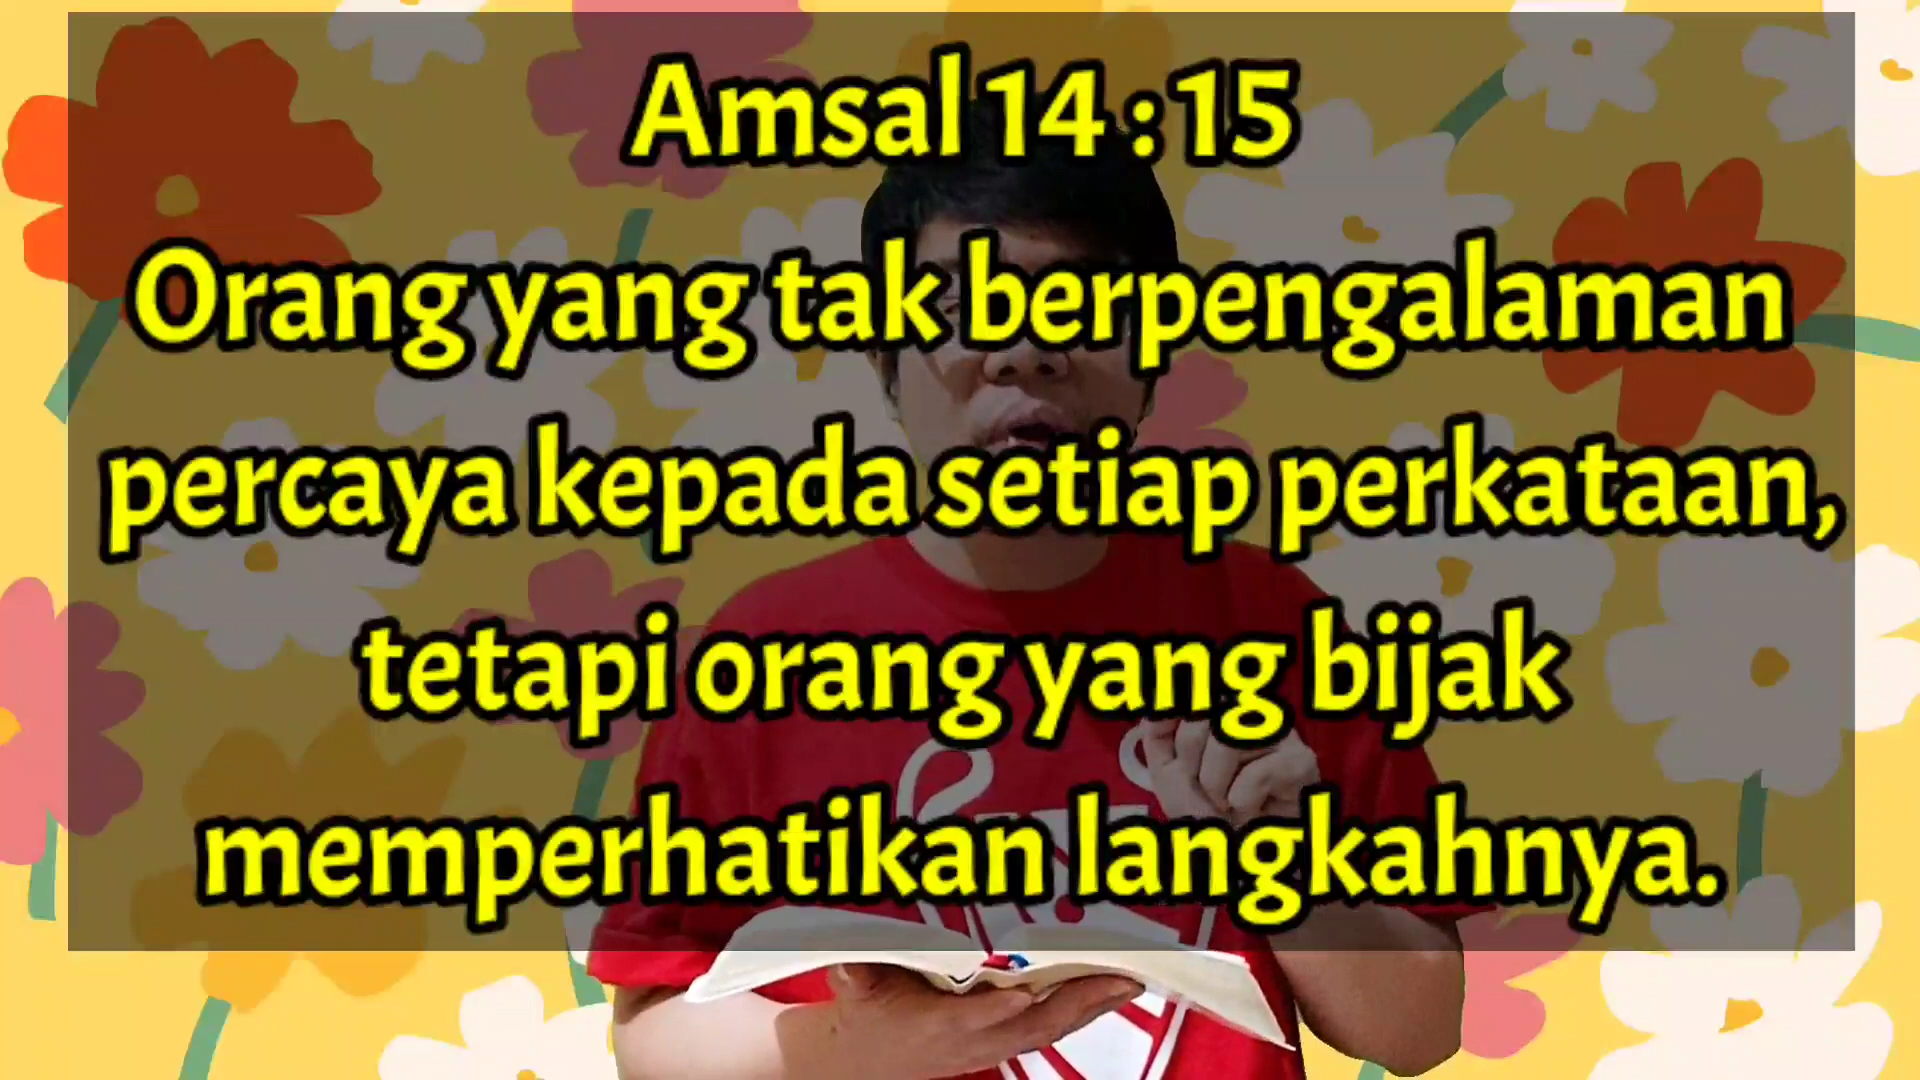 Amsal 14 : 15
Orang yang tak berpengalaman
percaya kepada setiap perkataan,
tetapi orang yang bijak
memperhatikan langkahnya.